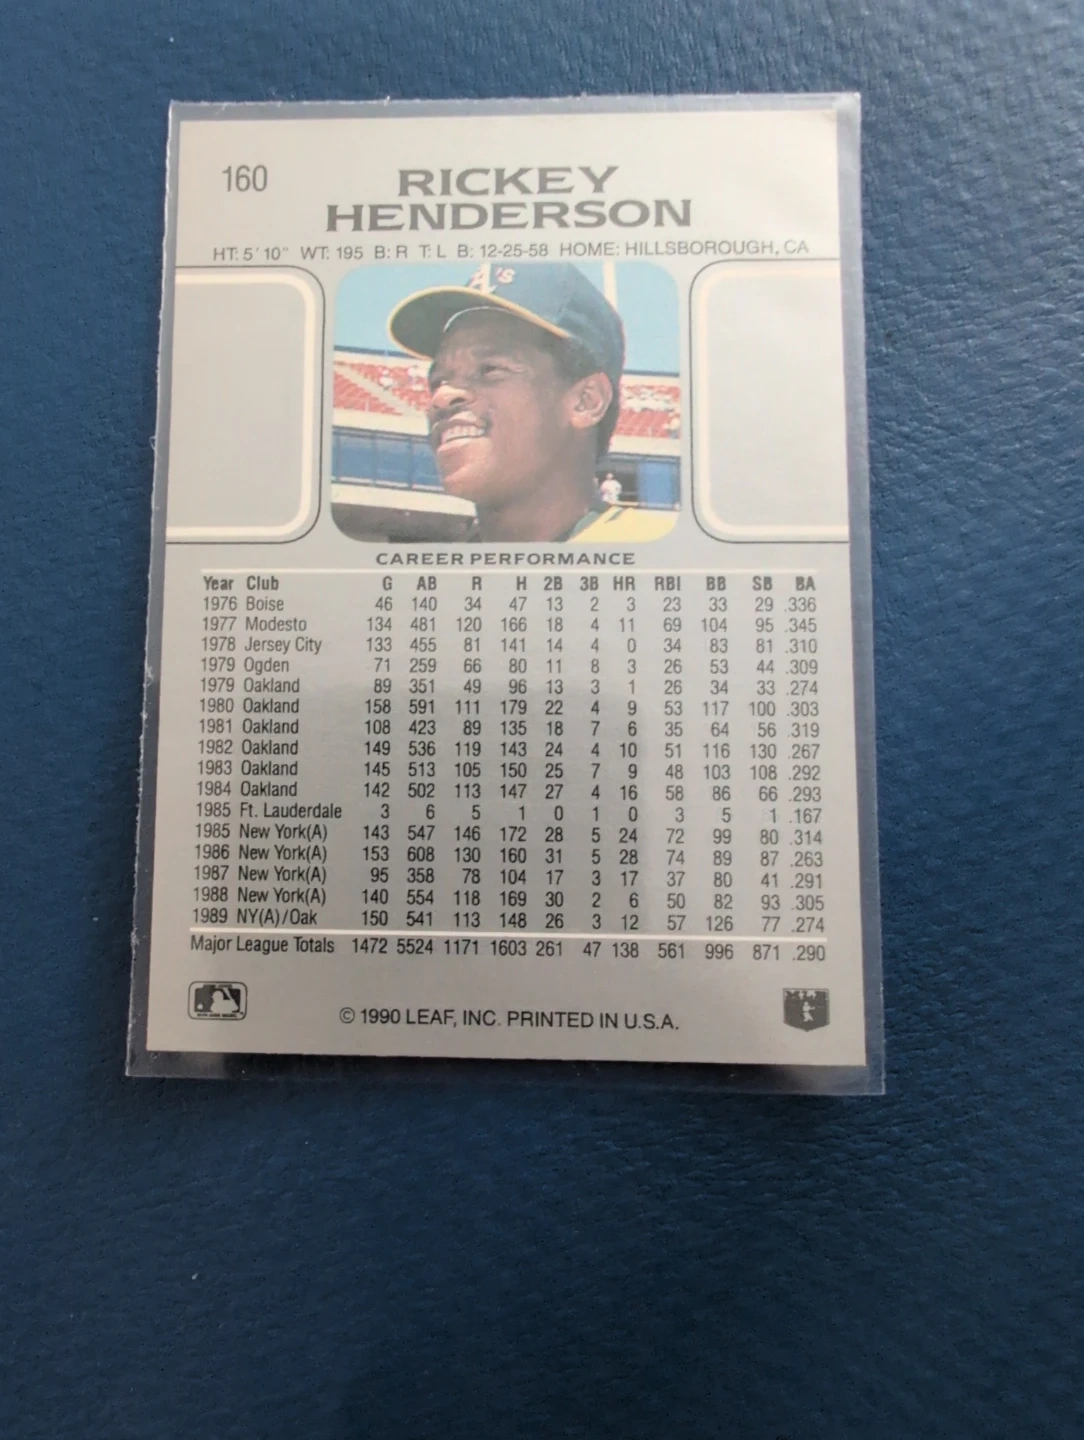 160
RICKEY
HENDERSON
HT: 5'10" WT: 195 B: R T: L B: 12-25-58 HOME: HILLSBOROUGH, CA
A's
CAREER PERFORMANCE
Year Club G AB R H 2B 3B HR RBI BB SB BA
1976 Boise 46 140 34 47 13 2 3 23 33 29 .336
1977 Modesto 134 481 120 166 18 4 11 69 104 95 .345
1978 Jersey City 133 455 81 141 14 4 0 34 83 81 .310
1979 Ogden 71 259 66 80 11 8 3 26 53 44 .309
1979 Oakland 89 351 49 96 13 3 1 26 34 33 .274
1980 Oakland 158 591 111 179 22 4 9 53 117 100 .303
1981 Oakland 108 423 89 135 18 7 6 35 64 56 .319
1982 Oakland 149 536 119 143 24 4 10 51 116 130 .267
1983 Oakland 145 513 105 150 25 7 9 48 103 108 .292
1984 Oakland 142 502 113 147 27 4 16 58 86 66 .293
1985 Ft. Lauderdale 3 6 5 1 0 1 0 3 5 1 .167
1985 New York(A) 143 547 146 172 28 5 24 72 99 80 .314
1986 New York(A) 153 608 130 160 31 5 28 74 89 87 .263
1987 New York(A) 95 358 78 104 17 3 17 37 80 41 .291
1988 New York(A) 140 554 118 169 30 2 6 50 82 93 .305
1989 NY(A)/Oak 150 541 113 148 26 3 12 57 126 77 .274
Major League Totals 1472 5524 1171 1603 261 47 138 561 996 871 .290
© 1990 LEAF, INC. PRINTED IN U.S.A.